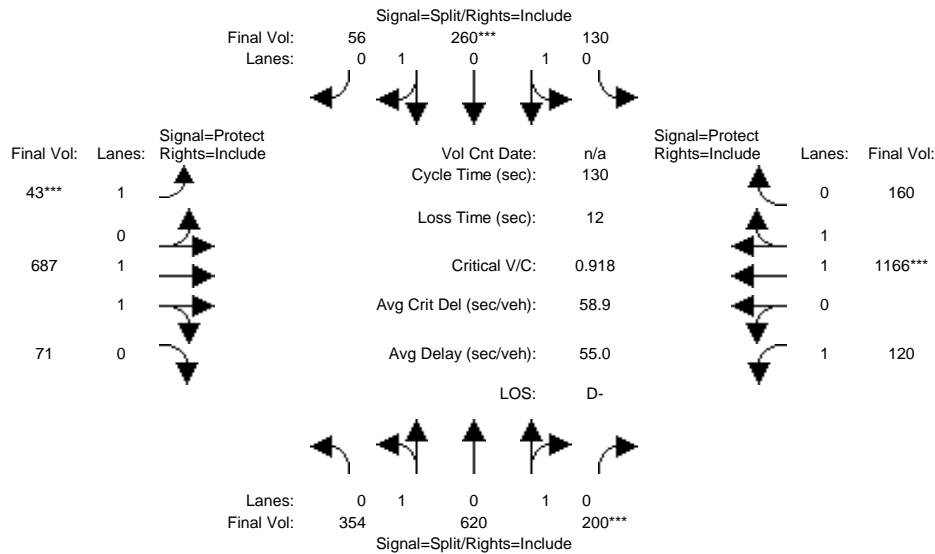 Signal=Split/Rights=Include
Final Vol: 56 260*** 130
Lanes: 0 1 0 1 0
Signal=Protect
Final Vol: Lanes: Rights=Include
Vol Cnt Date: n/a
Signal=Protect
Rights=Include Lanes: Final Vol:
Cycle Time (sec): 130
43*** 1
0 160
Loss Time (sec): 12
0
1
687 1
Critical V/C: 0.918
1 1166***
1
Avg Crit Del (sec/veh): 58.9
0
71 0
Avg Delay (sec/veh): 55.0
1 120
LOS: D-
Lanes: 0 1 0 1 0
Final Vol: 354 620 200***
Signal=Split/Rights=Include